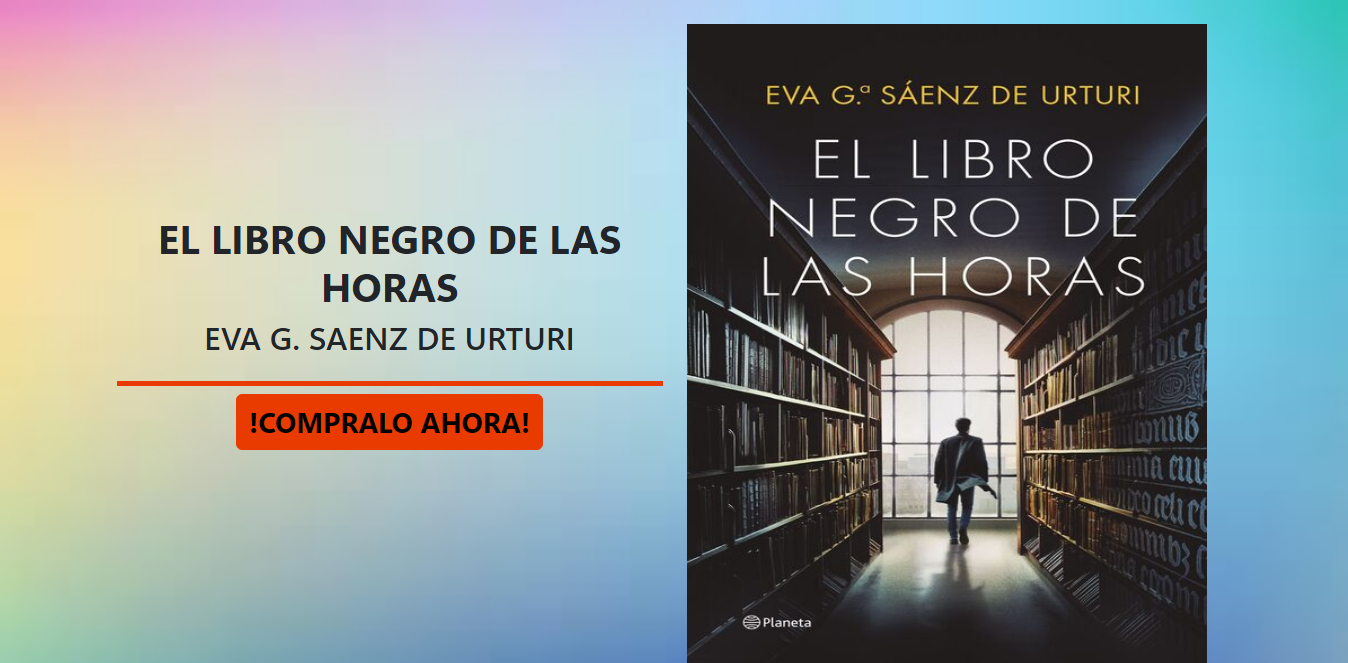 EL LIBRO NEGRO DE LAS
HORAS
EVA G. SAENZ DE URTURI
!COMPRALO AHORA!
EVA G.ª SÁENZ DE URTURI
EL LIBRO
NEGRO DE
LAS HORAS
Planeta